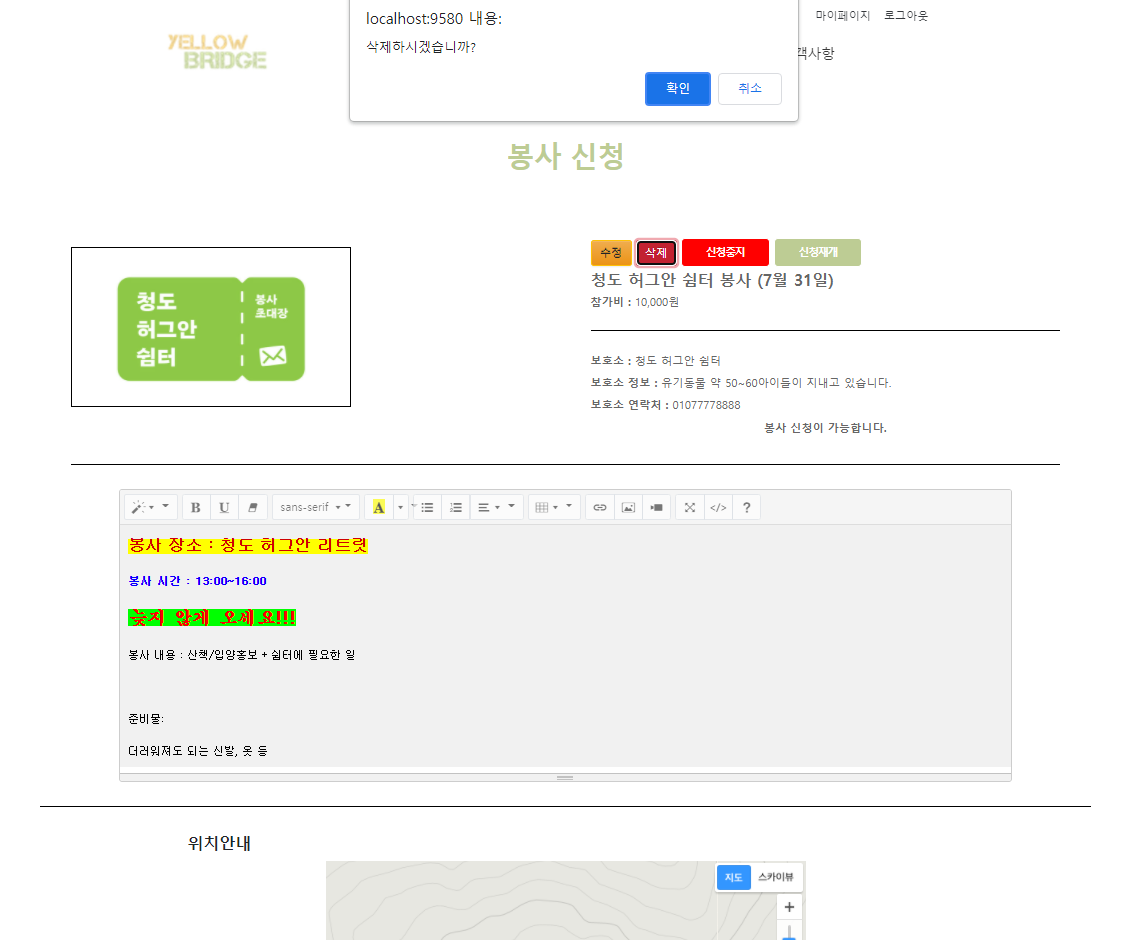 localhost:9580 내용:
삭제하시겠습니까?
확인 취소
마이페이지 로그아웃
YELLOW
BRIDGE
객사항
봉사 신청
청도
허그안
쉼터
봉사
초대장
수정 삭제 신청중지 신청재개
청도 허그안 쉼터 봉사 (7월 31일)
참가비 : 10,000원
보호소 : 청도 허그안 쉼터
보호소 정보 : 유기동물 약 50~60아이들이 지내고 있습니다.
보호소 연락처 : 01077778888
봉사 신청이 가능합니다.
B U sans-serif A </> ?
봉사 장소 : 청도 허그안 리트릿
봉사 시간 : 13:00~16:00
늦지 않게 오세요!!!
봉사 내용 : 산책/입양홍보 + 쉼터에 필요한 일
준비물:
더러워져도 되는 신발, 옷 등
위치안내
지도 스카이뷰
+